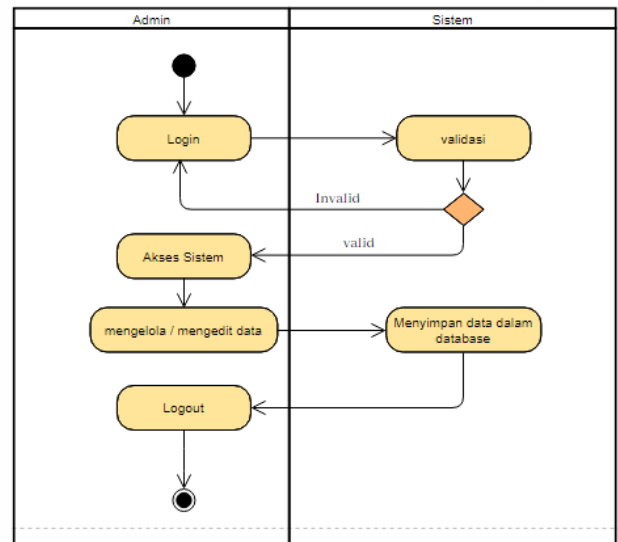 Admin
Sistem
Login
validasi
Invalid
valid
Akses Sistem
mengelola / mengedit data
Menyimpan data dalam
database
Logout